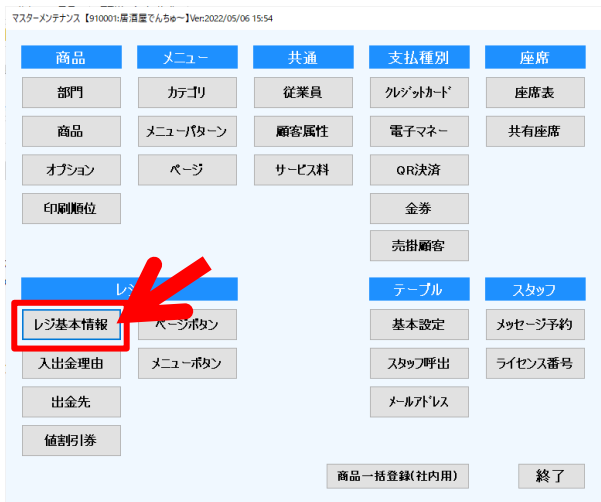 マスターメンテナンス【910001:居酒屋でんちゅ～】Ver:2022/05/06 15:54
商品 メニュー 共通 支払種別 座席
部門 カテゴリ 従業員 クレジットカード 座席表
商品 メニューパターン 顧客属性 電子マネー 共有座席
オプション ページ サービス料 QR決済
印刷順位 金券
売掛顧客
レジ テーブル スタッフ
レジ基本情報 ページボタン 基本設定 メッセージ予約
入出金理由 メニューボタン スタッフ呼出 ライセンス番号
出金先 メールアドレス
値割引券
商品一括登録(社内用) 終了